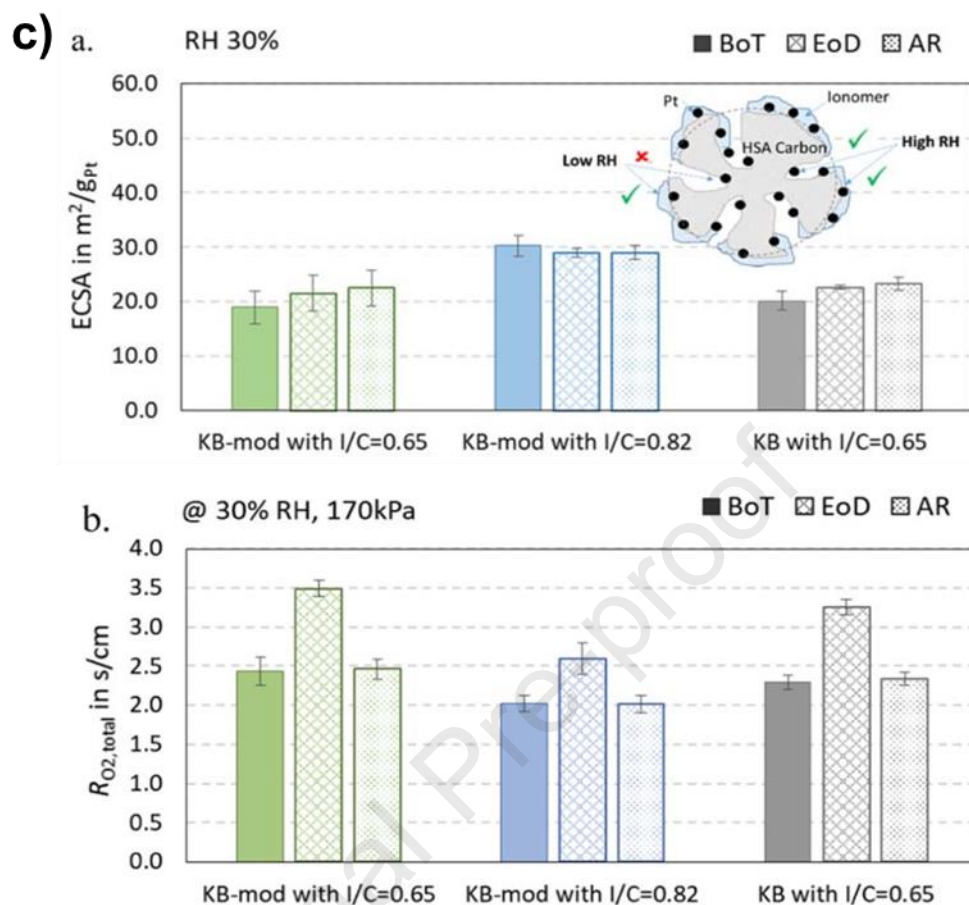 c) a. RH 30% BoT EoD AR
60.0
50.0
40.0
30.0
20.0
10.0
0.0
ECSA in m²/gPt
Pt
Ionomer
HSA Carbon
Low RH
High RH
KB-mod with I/C=0.65 KB-mod with I/C=0.82 KB with I/C=0.65
b. @ 30% RH, 170kPa BoT EoD AR
4.0
3.5
3.0
2.5
2.0
1.5
1.0
0.5
0.0
RO2,total in s/cm
KB-mod with I/C=0.65 KB-mod with I/C=0.82 KB with I/C=0.65
al Pre-proof